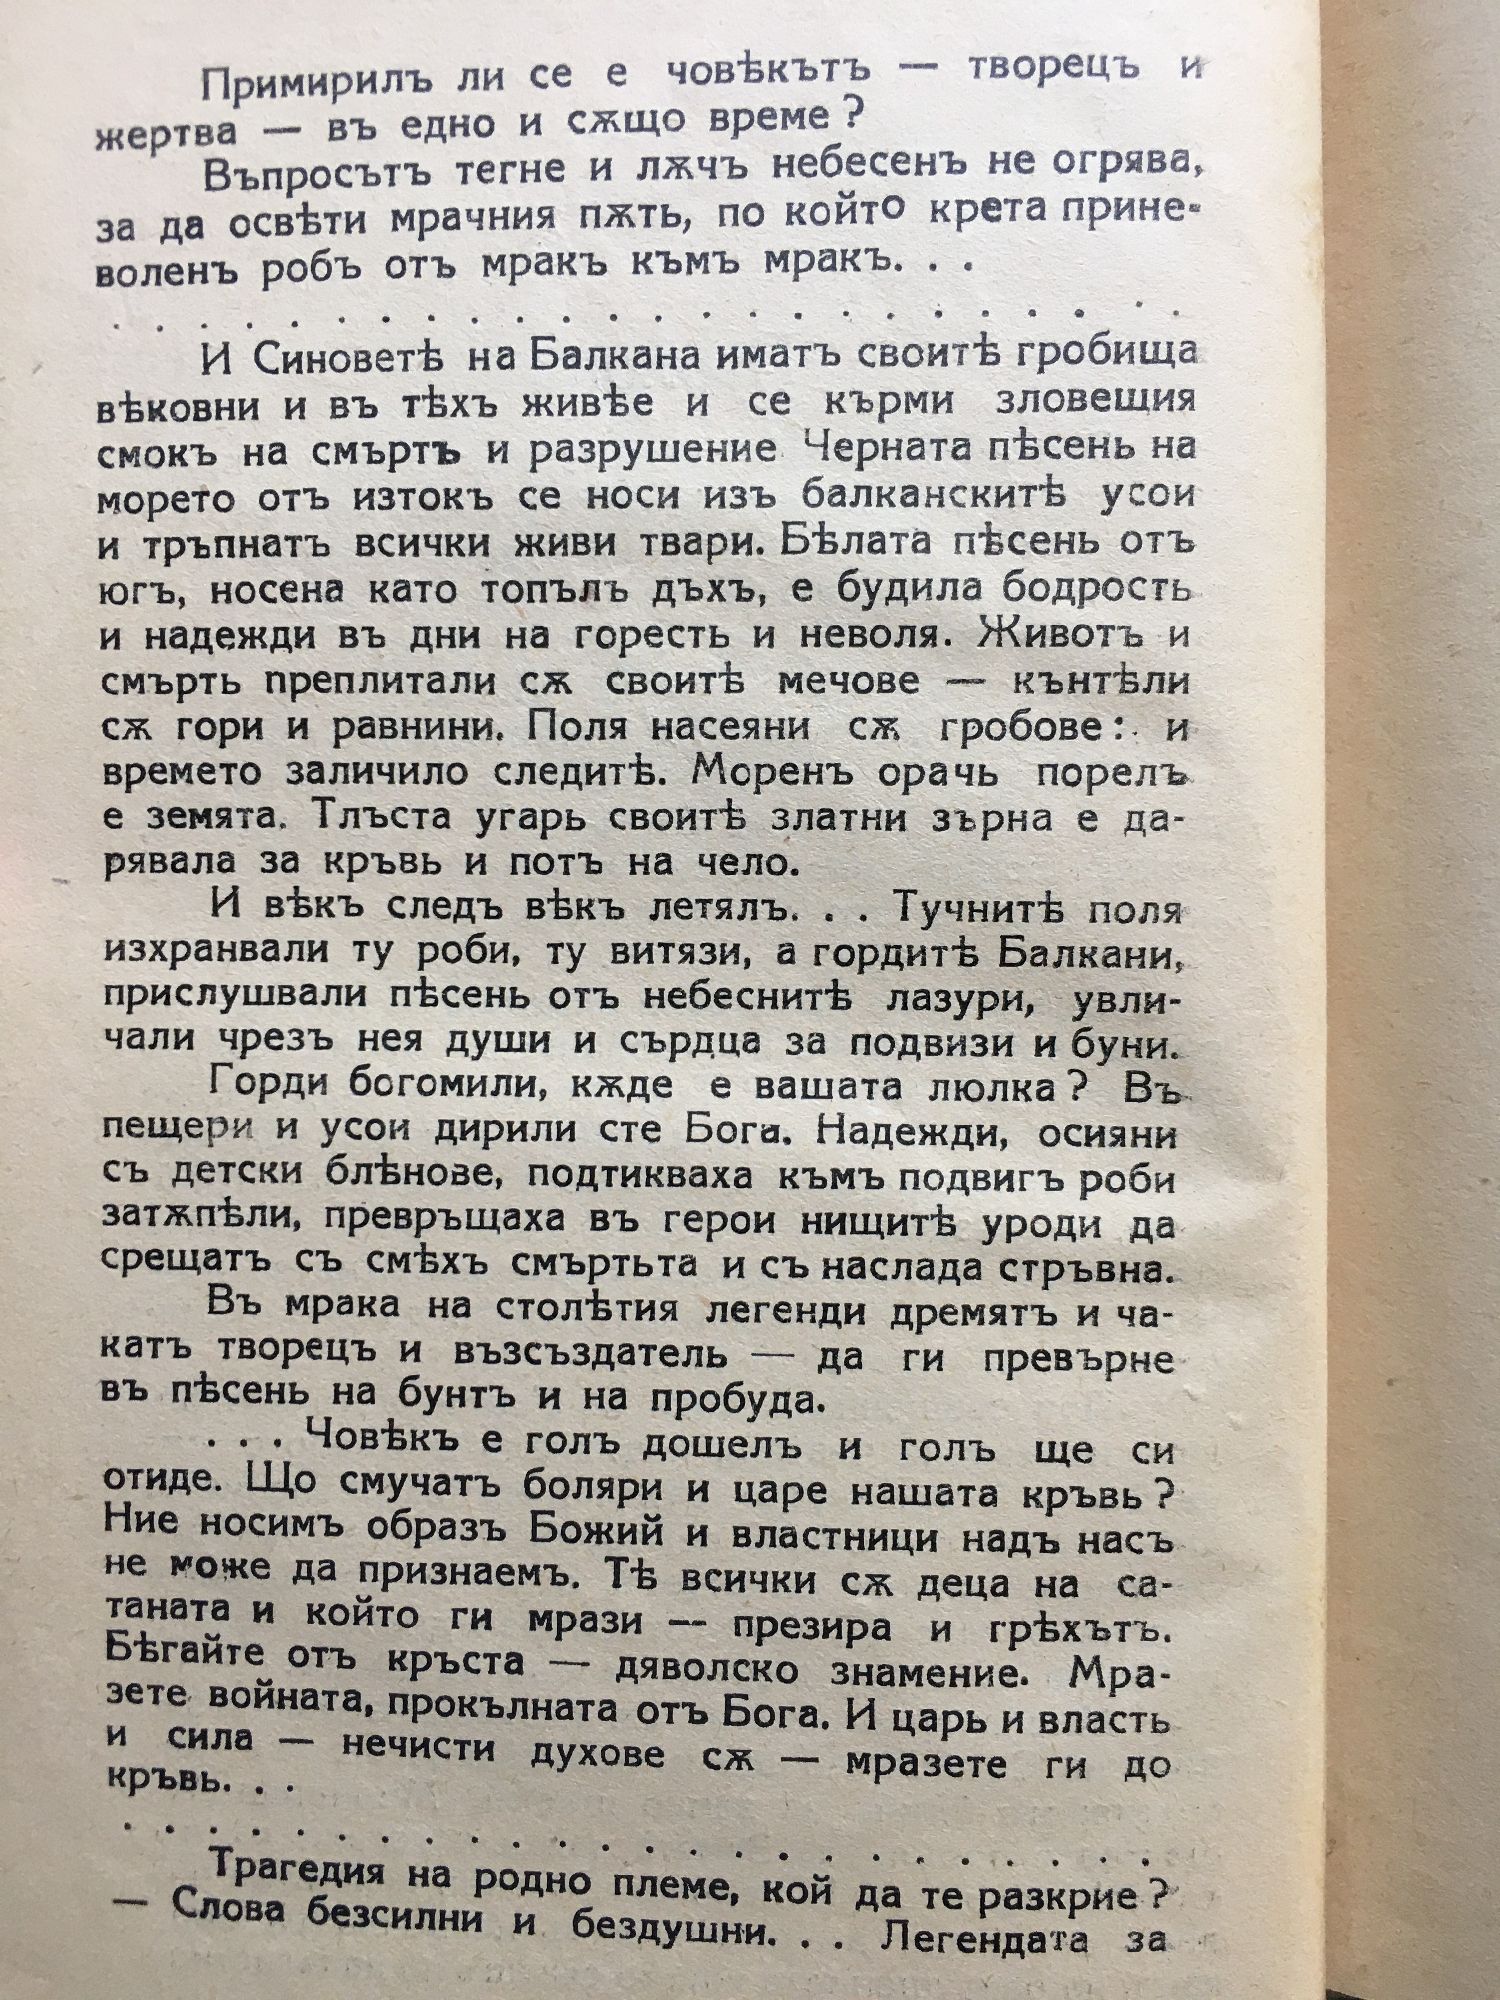 Примирилъ ли се е човѣкътъ — творецъ и
жертва — въ едно и сѫщо време?
Въпросътъ тегне и лѫчъ небесенъ не огрява,
за да освѣти мрачния пѫть, по който крета прине-
воленъ робъ отъ мракъ къмъ мракъ. . .
. . . . . . . . . . . . . . . . . . . . . . . .
И Синоветѣ на Балкана иматъ своитѣ гробища
вѣковни и въ тѣхъ живѣе и се кърми зловещия
смокъ на смърть и разрушение Черната пѣсень на
морето отъ изтокъ се носи изъ балканскитѣ усои
и тръпнатъ всички живи твари. Бѣлата пѣсень отъ
югъ, носена като топълъ дъхъ, е будила бодрость
и надежди въ дни на горесть и неволя. Животъ и
смърть преплитали сѫ своитѣ мечове — кънтѣли
сѫ гори и равнини. Поля насеяни сѫ гробове: и
времето заличило следитѣ. Моренъ орачь порелъ
е земята. Тлъста угарь своитѣ златни зърна е да-
рявала за кръвь и потъ на чело.
И вѣкъ следъ вѣкъ летялъ. . . Тучнитѣ поля
изхранвали ту роби, ту витязи, а гордитѣ Балкани,
прислушвали пѣсень отъ небеснитѣ лазури, увли-
чали чрезъ нея души и сърдца за подвизи и буни.
Горди богомили, кѫде е вашата люлка? Въ
пещери и усои дирили сте Бога. Надежди, осияни
съ детски блѣнове, подтикваха къмъ подвигъ роби
затѫпѣли, превръщаха въ герои нищитѣ уроди да
срещатъ съ смѣхъ смъртьта и съ наслада стръвна.
Въ мрака на столѣтия легенди дремятъ и ча-
катъ творецъ и възсъздатель — да ги превърне
въ пѣсень на бунтъ и на пробуда.
. . . Човѣкъ е голъ дошелъ и голъ ще си
отиде. Що смучатъ боляри и царе нашата кръвь?
Ние носимъ образъ Божий и властници надъ насъ
не може да признаемъ. Тѣ всички сѫ деца на са-
таната и който ги мрази — презира и грѣхътъ.
Бѣгайте отъ кръста — дяволско знамение. Мра-
зете войната, прокълната отъ Бога. И царь и власть
и сила — нечисти духове сѫ — мразете ги до
кръвь. . .
. . . . . . . . . . . . . . . . . . . . . . . .
Трагедия на родно племе, кой да те разкрие?
— Слова безсилни и бездушни. . . Легендата за